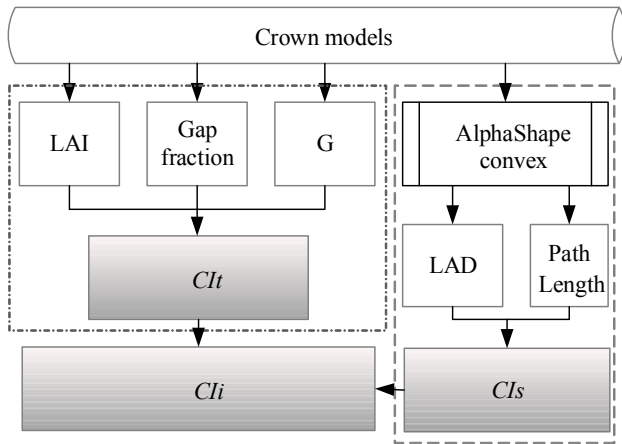 Crown models
LAI
Gap
fraction
G
AlphaShape
convex
LAD
Path
Length
CIt
CIi
CIs